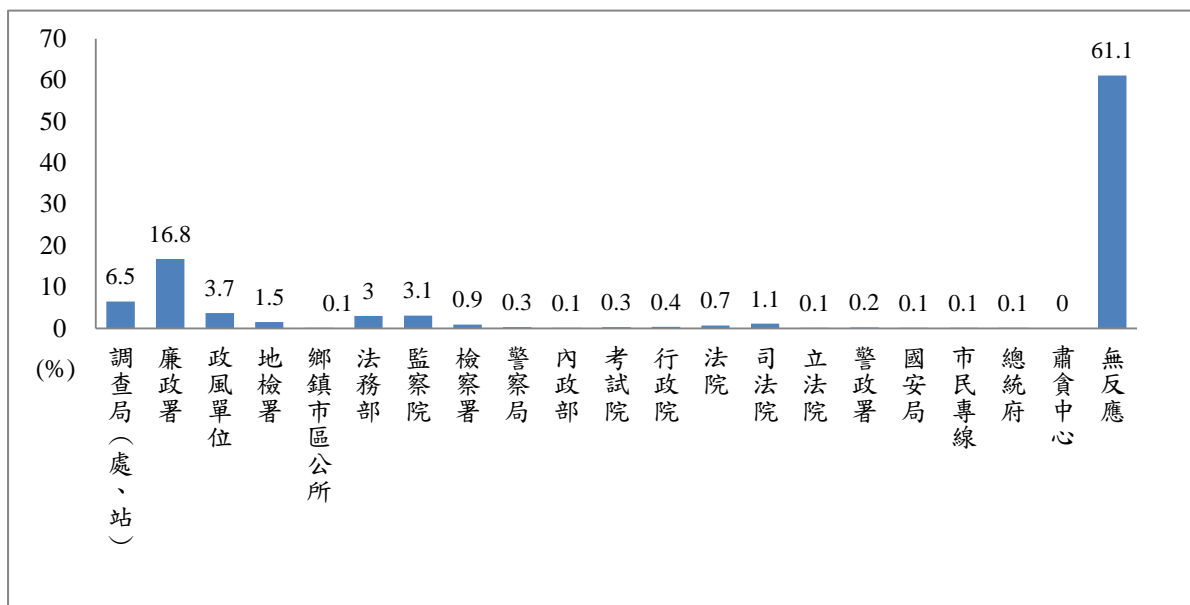 70
60
50
40
30
20
10
0
(%)
6.5
16.8
3.7
1.5
0.1
3
3.1
0.9
0.3
0.1
0.3
0.4
0.7
1.1
0.1
0.2
0.1
0.1
0.1
0
61.1
調查局（處、站）
廉政署
政風單位
地檢署
鄉鎮市區公所
法務部
監察院
檢察署
警察局
內政部
考試院
行政院
法院
司法院
立法院
警政署
國安局
市民專線
總統府
肅貪中心
無反應